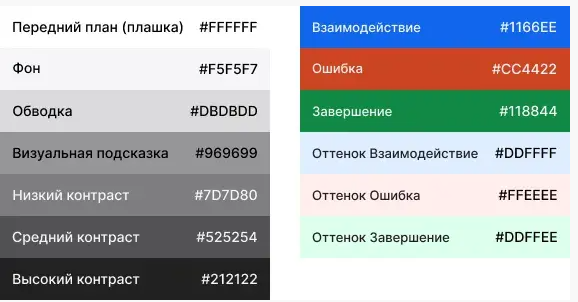 Передний план (плашка) #FFFFFF
Фон #F5F5F7
Обводка #DBDBDD
Визуальная подсказка #969699
Низкий контраст #7D7D80
Средний контраст #525254
Высокий контраст #212122
Взаимодействие #1166EE
Ошибка #CC4422
Завершение #118844
Оттенок Взаимодействие #DDFFFF
Оттенок Ошибка #FFEEEE
Оттенок Завершение #DDFFEE